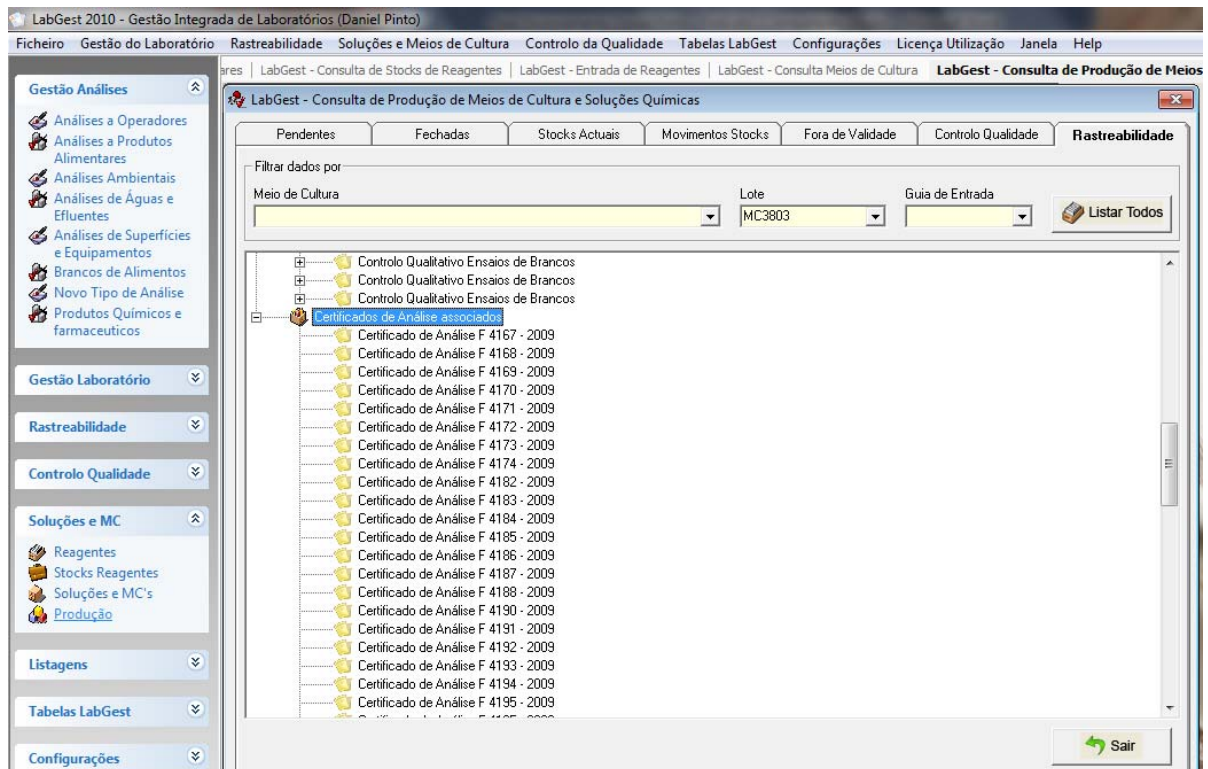 LabGest 2010 - Gestão Integrada de Laboratórios (Daniel Pinto)
Ficheiro Gestão do Laboratório Rastreabilidade Soluções e Meios de Cultura Controlo da Qualidade Tabelas LabGest Configurações Licença Utilização Janela Help
ares | LabGest - Consulta de Stocks de Reagentes | LabGest - Entrada de Reagentes | LabGest - Consulta Meios de Cultura LabGest - Consulta de Produção de Meios
Gestão Análises
Análises a Operadores
Análises a Produtos
Alimentares
Análises Ambientais
Análises de Águas e
Efluentes
Análises de Superfícies
e Equipamentos
Brancos de Alimentos
Novo Tipo de Análise
Produtos Químicos e
farmaceuticos
Gestão Laboratório
Rastreabilidade
Controlo Qualidade
Soluções e MC
Reagentes
Stocks Reagentes
Soluções e MC's
Produção
Listagens
Tabelas LabGest
Configurações
LabGest - Consulta de Produção de Meios de Cultura e Soluções Químicas
Pendentes Fechadas Stocks Actuais Movimentos Stocks Fora de Validade Controlo Qualidade Rastreabilidade
Filtrar dados por
Meio de Cultura Lote Guia de Entrada
MC3803 Listar Todos
Controlo Qualitativo Ensaios de Brancos
Controlo Qualitativo Ensaios de Brancos
Controlo Qualitativo Ensaios de Brancos
Certificados de Análise associados
Certificado de Análise F 4167 - 2009
Certificado de Análise F 4168 - 2009
Certificado de Análise F 4169 - 2009
Certificado de Análise F 4170 - 2009
Certificado de Análise F 4171 - 2009
Certificado de Análise F 4172 - 2009
Certificado de Análise F 4173 - 2009
Certificado de Análise F 4174 - 2009
Certificado de Análise F 4182 - 2009
Certificado de Análise F 4183 - 2009
Certificado de Análise F 4184 - 2009
Certificado de Análise F 4185 - 2009
Certificado de Análise F 4186 - 2009
Certificado de Análise F 4187 - 2009
Certificado de Análise F 4188 - 2009
Certificado de Análise F 4190 - 2009
Certificado de Análise F 4191 - 2009
Certificado de Análise F 4192 - 2009
Certificado de Análise F 4193 - 2009
Certificado de Análise F 4194 - 2009
Certificado de Análise F 4195 - 2009
Sair